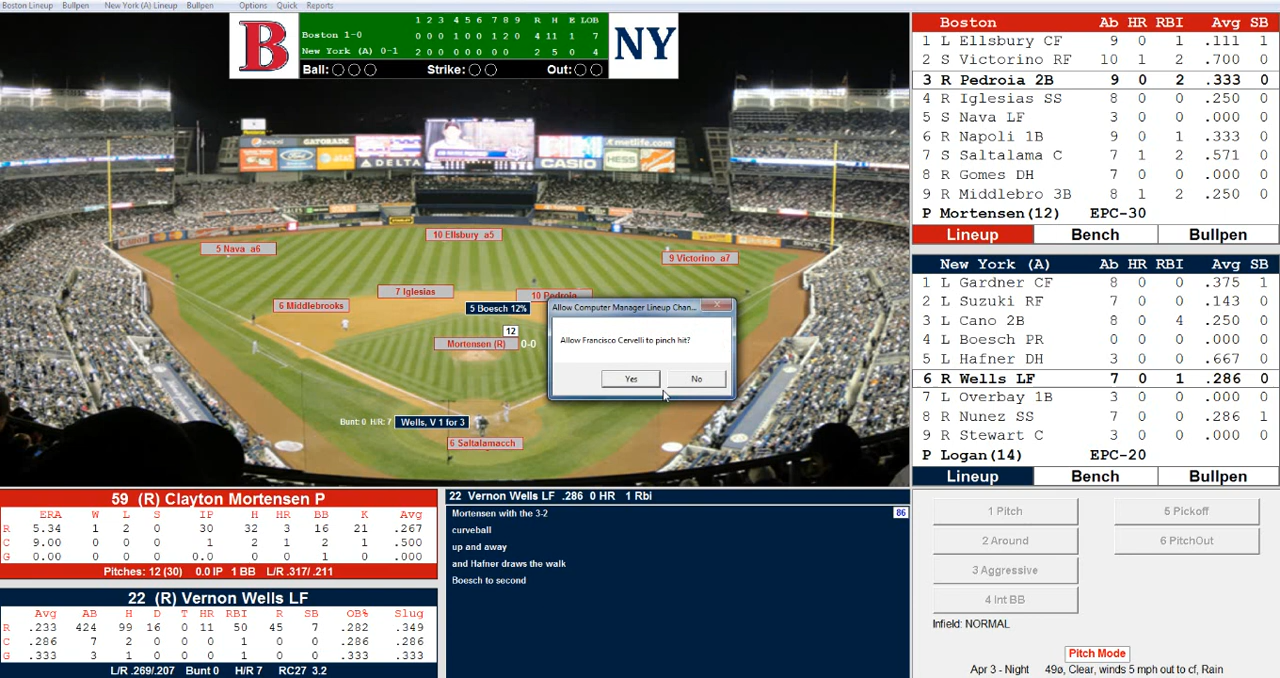 Boston Lineup Bullpen New York (A) Lineup Bullpen Options Quick Reports
B
NY
1 2 3 4 5 6 7 8 9 R H E LOB
Boston 1-0 0 0 0 1 0 0 1 2 0 4 11 1 7
New York (A) 0-1 2 0 0 0 0 0 0 0 2 5 0 4
Ball: Strike: Out:
GATORADE
DELTA
CASIO
metlife.com
HESS
Ford
at&t
10 Ellsbury a5
5 Nava a6
9 Victorino a7
7 Iglesias
10 Pedroia
6 Middlebrooks
5 Boesch 12%
12
Mortensen (R) 0-0
Bunt: 0 H/R: 7 Wells, V 1 for 3
6 Saltalamacch
Allow Computer Manager Lineup Chan...
Allow Francisco Cervelli to pinch hit?
Yes No
Boston Ab HR RBI Avg SB
1 L Ellsbury CF 9 0 1 .111 1
2 S Victorino RF 10 1 2 .700 0
3 R Pedroia 2B 9 0 2 .333 0
4 R Iglesias SS 8 0 0 .250 0
5 S Nava LF 3 0 0 .000 0
6 R Napoli 1B 9 0 1 .333 0
7 S Saltalama C 7 1 2 .571 0
8 R Gomes DH 7 0 0 .000 0
9 R Middlebro 3B 8 1 2 .250 0
P Mortensen(12) EPC-30
Lineup Bench Bullpen
New York (A) Ab HR RBI Avg SB
1 L Gardner CF 8 0 0 .375 1
2 L Suzuki RF 7 0 0 .143 0
3 L Cano 2B 8 0 4 .250 0
4 L Boesch PR 0 0 0 .000 0
5 L Hafner DH 3 0 0 .667 0
6 R Wells LF 7 0 1 .286 0
7 L Overbay 1B 3 0 0 .000 0
8 R Nunez SS 7 0 0 .286 1
9 R Stewart C 3 0 0 .000 0
P Logan(14) EPC-20
Lineup Bench Bullpen
59 (R) Clayton Mortensen P
ERA W L S IP H HR BB K Avg
R 5.34 1 2 0 30 32 3 16 21 .267
C 9.00 0 0 0 1 2 1 2 1 .500
G 0.00 0 0 0 0.0 0 0 1 0 .000
Pitches: 12 (30) 0.0 IP 1 BB L/R .317/ .211
22 (R) Vernon Wells LF
Avg AB H D T HR RBI R SB OB% Slug
R .233 424 99 16 0 11 50 45 7 .282 .349
C .286 7 2 0 0 0 1 0 0 .286 .286
G .333 3 1 0 0 0 1 0 0 .333 .333
L/R .269/.207 Bunt 0 H/R 7 RC27 3.2
22 Vernon Wells LF .286 0 HR 1 Rbi
Mortensen with the 3-2 86
curveball
up and away
and Hafner draws the walk
Boesch to second
1 Pitch 5 Pickoff
2 Around 6 PitchOut
3 Aggressive
4 Int BB
Infield: NORMAL
Pitch Mode
Apr 3 - Night 49ø, Clear, winds 5 mph out to cf, Rain